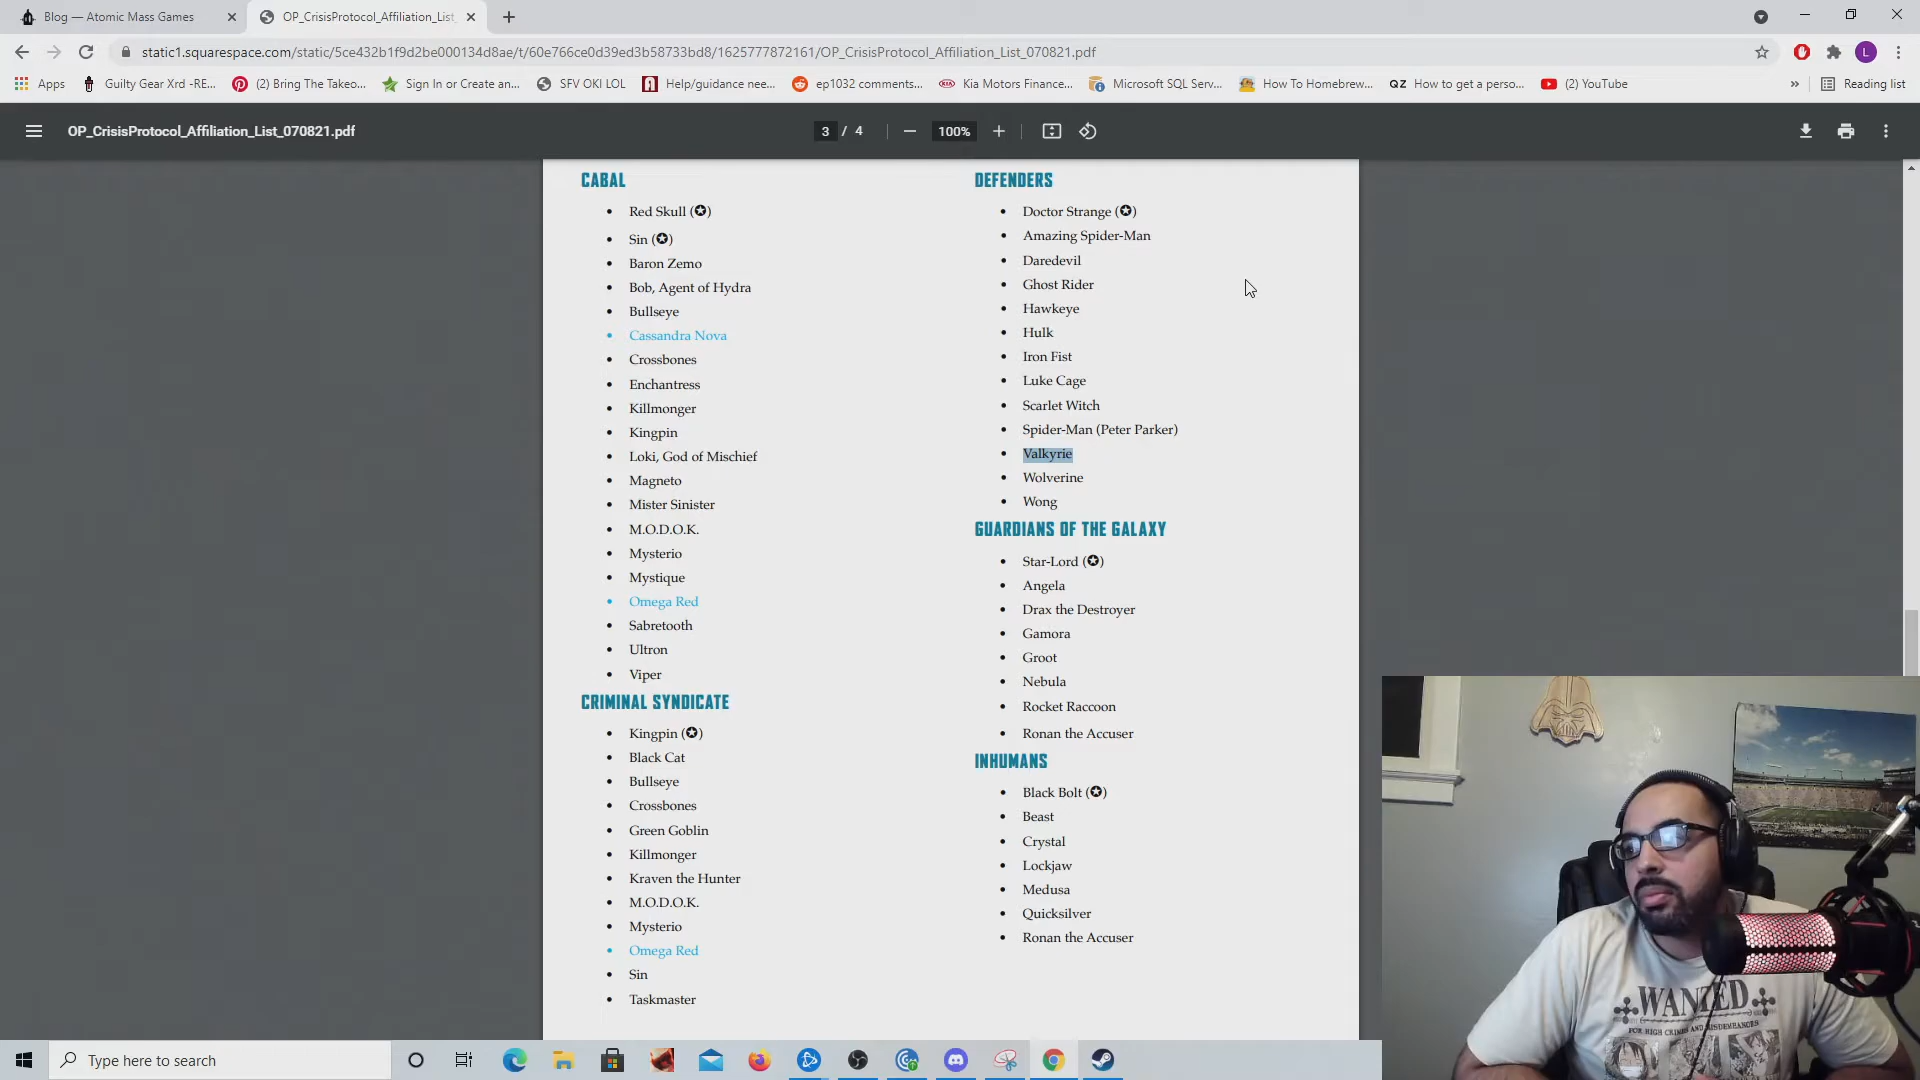 Blog — Atomic Mass Games
OP_CrisisProtocol_Affiliation_List_
static1.squarespace.com/static/5ce432b1f9d2be000134d8ae/t/60e766ce0d39ed3b58733bd8/1625777872161/OP_CrisisProtocol_Affiliation_List_070821.pdf
L
Apps
Guilty Gear Xrd -RE...
(2) Bring The Takeo...
Sign In or Create an...
SFV OKI LOL
Help/guidance nee...
ep1032 comments...
Kia Motors Finance...
Microsoft SQL Serv...
How To Homebrew...
QZ How to get a perso...
(2) YouTube
»
Reading list
OP_CrisisProtocol_Affiliation_List_070821.pdf
3 / 4
100%
CABAL
• Red Skull (✪)
• Sin (✪)
• Baron Zemo
• Bob, Agent of Hydra
• Bullseye
• Cassandra Nova
• Crossbones
• Enchantress
• Killmonger
• Kingpin
• Loki, God of Mischief
• Magneto
• Mister Sinister
• M.O.D.O.K.
• Mysterio
• Mystique
• Omega Red
• Sabretooth
• Ultron
• Viper
CRIMINAL SYNDICATE
• Kingpin (✪)
• Black Cat
• Bullseye
• Crossbones
• Green Goblin
• Killmonger
• Kraven the Hunter
• M.O.D.O.K.
• Mysterio
• Omega Red
• Sin
• Taskmaster
DEFENDERS
• Doctor Strange (✪)
• Amazing Spider-Man
• Daredevil
• Ghost Rider
• Hawkeye
• Hulk
• Iron Fist
• Luke Cage
• Scarlet Witch
• Spider-Man (Peter Parker)
• Valkyrie
• Wolverine
• Wong
GUARDIANS OF THE GALAXY
• Star-Lord (✪)
• Angela
• Drax the Destroyer
• Gamora
• Groot
• Nebula
• Rocket Raccoon
• Ronan the Accuser
INHUMANS
• Black Bolt (✪)
• Beast
• Crystal
• Lockjaw
• Medusa
• Quicksilver
• Ronan the Accuser
WANTED
FOR HIGH CRIMES AND MISDEMEANORS
Type here to search